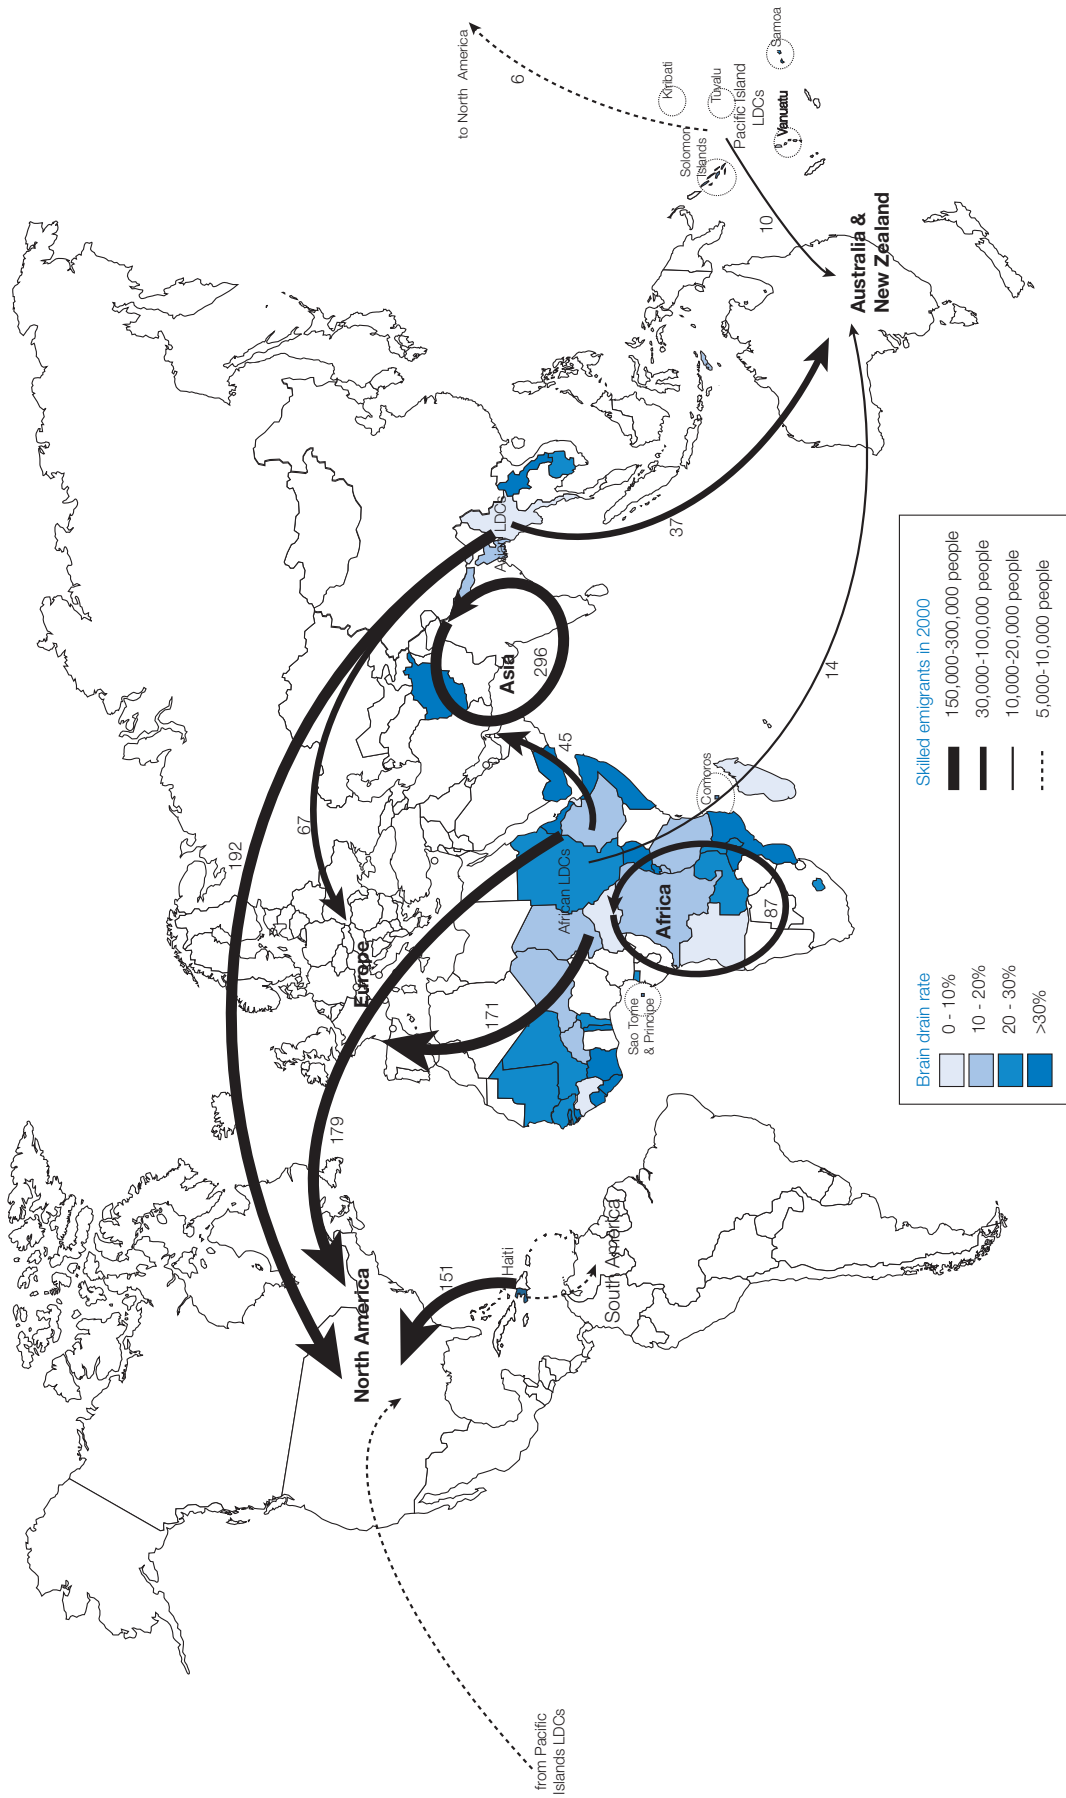 to North America
6
Kiribati
Tuvalu
Samoa
Solomon
Islands
Pacific Island
LDCs
Vanuatu
10
Australia &
New Zealand
37
14
Asian LDCs
Asia
296
67
192
45
Europe
171
179
African LDCs
Africa
87
Comoros
Sao Tome
& Principe
North America
151
Haiti
South America
from Pacific
Islands LDCs
Brain drain rate
0 - 10%
10 - 20%
20 - 30%
>30%
Skilled emigrants in 2000
150,000-300,000 people
30,000-100,000 people
10,000-20,000 people
5,000-10,000 people